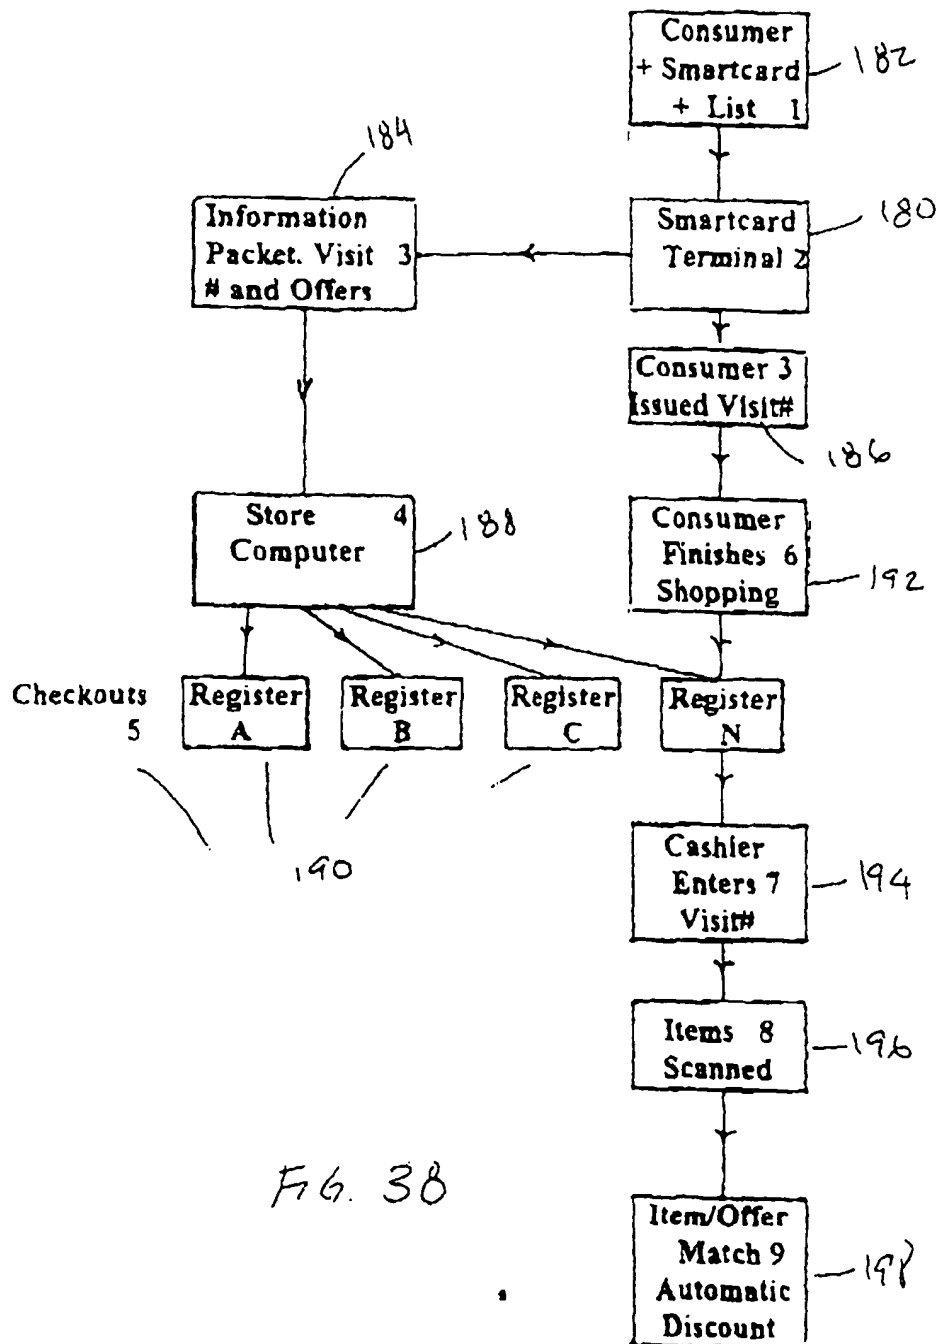 Consumer
+ Smartcard
+ List 1
182
184
Information
Packet. Visit 3
# and Offers
Smartcard
Terminal 2
180
Consumer 3
Issued Visit#
186
Store 4
Computer
188
Consumer
Finishes 6
Shopping
192
Checkouts
5
Register
A
Register
B
Register
C
Register
N
190
Cashier
Enters 7
Visit#
194
Items 8
Scanned
196
FIG. 38
Item/Offer
Match 9
Automatic
Discount
198